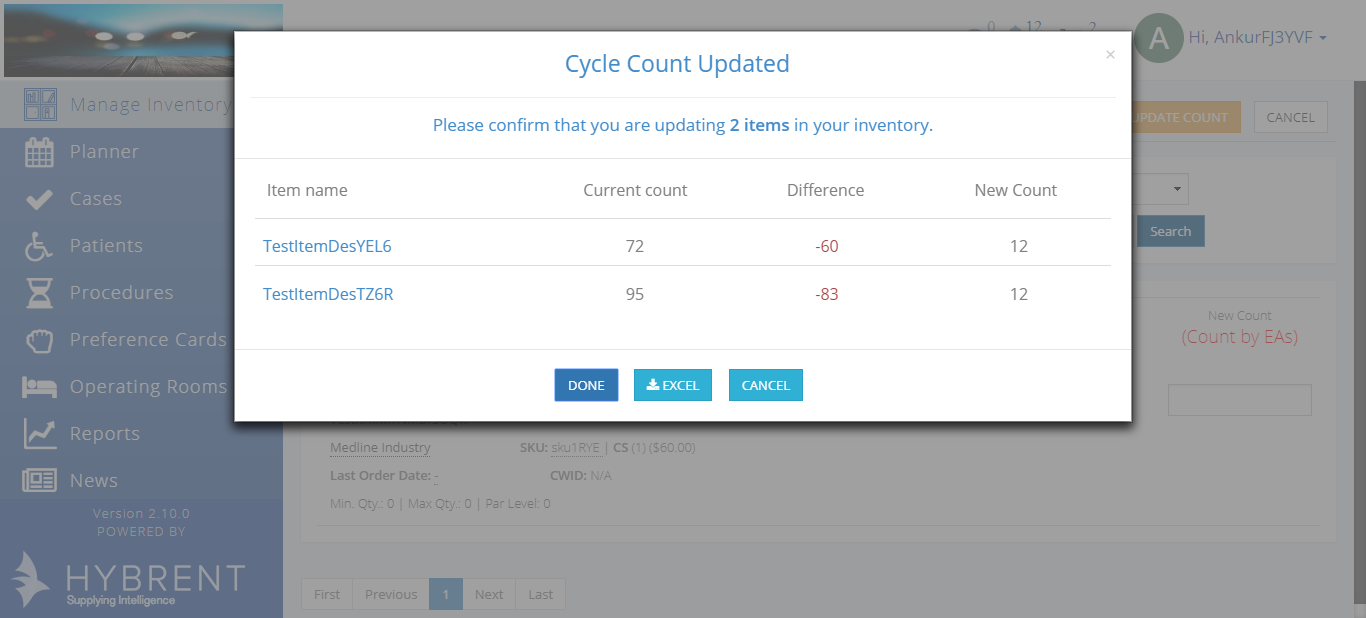 0 12 2
A Hi, AnkurFJ3YVF
Manage Inventory
Planner
Cases
Patients
Procedures
Preference Cards
Operating Rooms
Reports
News
Version 2.10.0
POWERED BY
HYBRENT
Supplying Intelligence
Cycle Count Updated ×
Please confirm that you are updating 2 items in your inventory.
Item name Current count Difference New Count
TestItemDesYEL6 72 -60 12
TestItemDesTZ6R 95 -83 12
DONE EXCEL CANCEL
UPDATE COUNT CANCEL
Search
New Count
(Count by EAs)
Medline Industry SKU: sku1RYE | CS (1) ($60.00)
Last Order Date: - CWID: N/A
Min. Qty.: 0 | Max Qty.: 0 | Par Level: 0
First Previous 1 Next Last